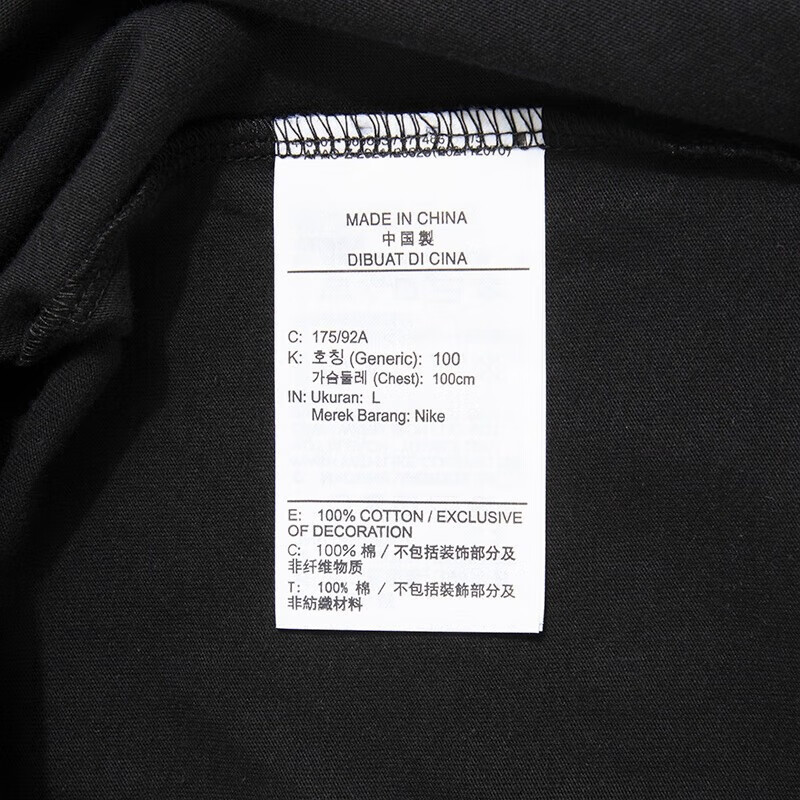 MADE IN CHINA
中国製
DIBUAT DI CINA
C: 175/92A
K: 호칭 (Generic): 100
가슴둘레 (Chest): 100cm
IN: Ukuran: L
Merek Barang: Nike
E: 100% COTTON / EXCLUSIVE
OF DECORATION
C: 100% 棉 / 不包括装饰部分及
非纤维物质
T: 100% 棉 / 不包括裝飾部分及
非紡織材料